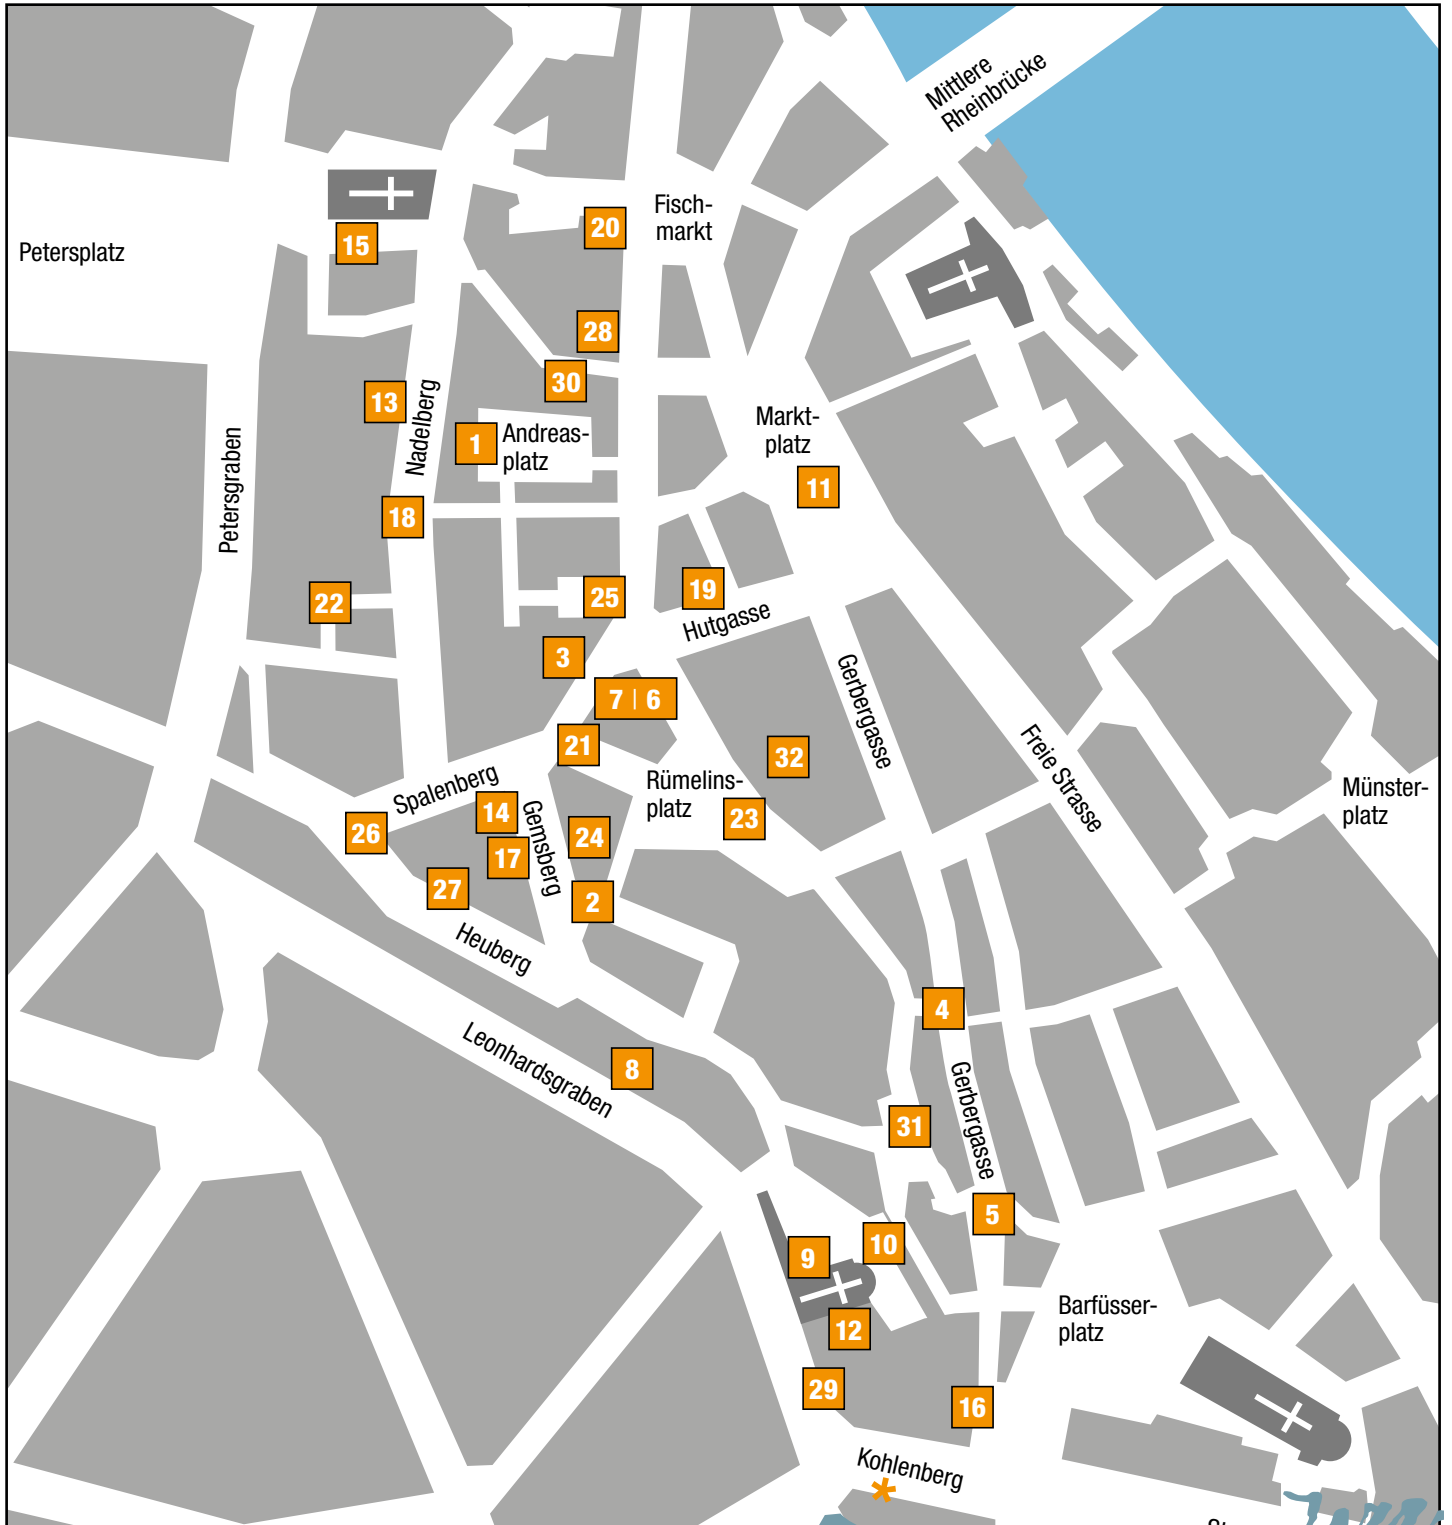 Mittlere
Rheinbrücke
Fisch-
markt
20
15
Petersplatz
28
30
13
Nadelberg
1
Andreas-
platz
Markt-
platz
11
Petersgraben
18
22
25
19
Hutgasse
3
7 | 6
21
Gerbergasse
32
Freie Strasse
Spalenberg
Rümelins-
platz
Münster-
platz
14
Gemsberg
26
24
23
17
27
2
Heuberg
4
Leonhardsgraben
8
31
Gerbergasse
5
10
9
Barfüsser-
platz
12
29
16
Kohlenberg
*